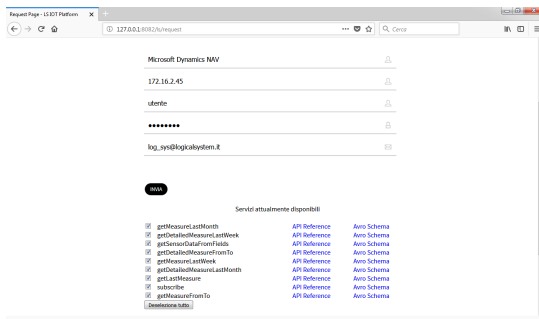 Request Page - LS IOT Platform
127.0.0.1:8082/ls/request
Cerca
Microsoft Dynamics NAV
172.16.2.45
utente
●●●●●●●●
log_sys@logicalsystem.it
INVIA
Servizi attualmente disponibili
getMeasureLastMonth API Reference Avro Schema
getDetailedMeasureLastWeek API Reference Avro Schema
getSensorDataFromFields API Reference Avro Schema
getDetailedMeasureFromTo API Reference Avro Schema
getMeasureLastWeek API Reference Avro Schema
getDetailedMeasureLastMonth API Reference Avro Schema
getLastMeasure API Reference Avro Schema
subscribe API Reference Avro Schema
getMeasureFromTo API Reference Avro Schema
Deseleziona tutto